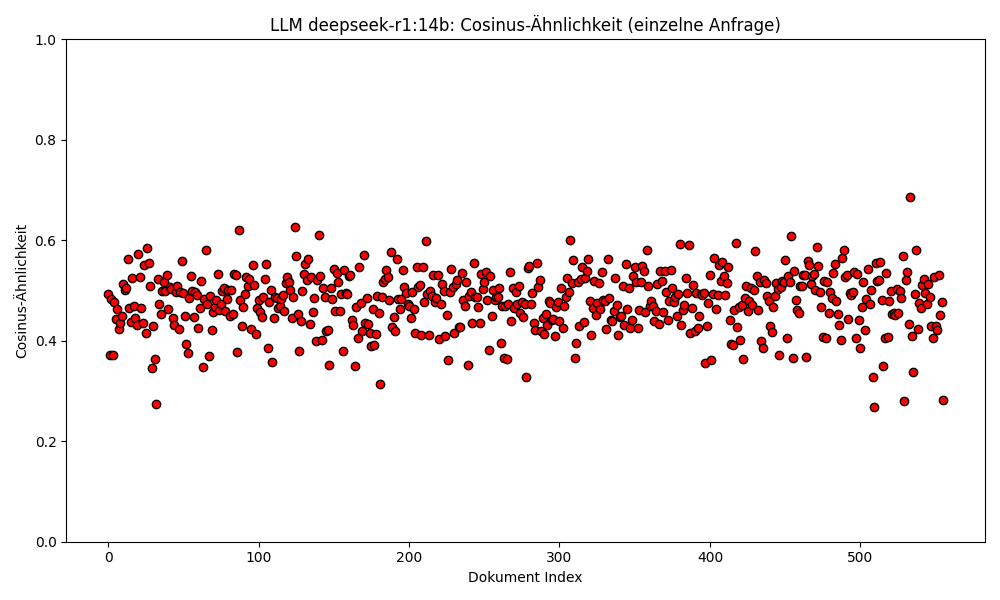 LLM deepseek-r1:14b: Cosinus-Ähnlichkeit (einzelne Anfrage)
Cosinus-Ähnlichkeit
1.0
0.8
0.6
0.4
0.2
0.0
0 100 200 300 400 500
Dokument Index